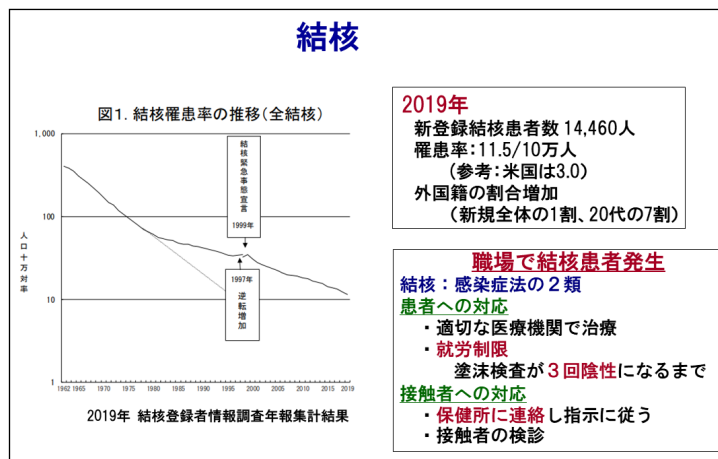 結核
図1. 結核罹患率の推移(全結核)
1,000
100
10
1
人口十万対率
結核緊急事態宣言
1999年
1997年
逆転増加
1962 1965 1970 1975 1980 1985 1990 1995 2000 2005 2010 2015 2019
2019年 結核登録者情報調査年報集計結果
2019年
新登録結核患者数 14,460人
罹患率:11.5/10万人
(参考:米国は3.0)
外国籍の割合増加
(新規全体の1割、20代の7割)
職場で結核患者発生
結核:感染症法の2類
患者への対応
・適切な医療機関で治療
・就労制限
塗沫検査が3回陰性になるまで
接触者への対応
・保健所に連絡し指示に従う
・接触者の検診